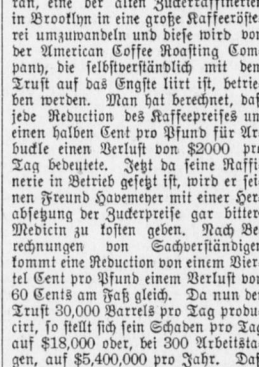 ran, eine der alten Zuckerraffinerien
in Brooklyn in eine große Kaffeeröste
rei umzuwandeln und diese wird von
der American Coffee Roasting Com
pany, die selbstverständlich mit dem
Trust auf das Engste liirt ist, betrie
ben werden. Man hat berechnet, daß
jede Reduction des Kaffeepreises um
einen halben Cent pro Pfund für Ar
buckle einen Verlust von $2000 pro
Tag bedeutete. Jetzt da seine Raffi
nerie in Betrieb gesetzt ist, wird er sei
nen Freund Havemeyer mit einer Her
absetzung der Zuckerpreise gar bitter
Medicin zu kosten geben. Nach Be
rechnungen von Sachverständigen
kommt eine Reduction von einem Vier
tel Cent pro Pfund einem Verlust von
60 Cents am Faß gleich. Da nun der
Trust 30,000 Barrels pro Tag produ
cirt, so stellt sich sein Schaden pro Tag
auf $18,000 oder, bei 300 Arbeitsta
gen, auf $5,400,000 pro Jahr. Daß